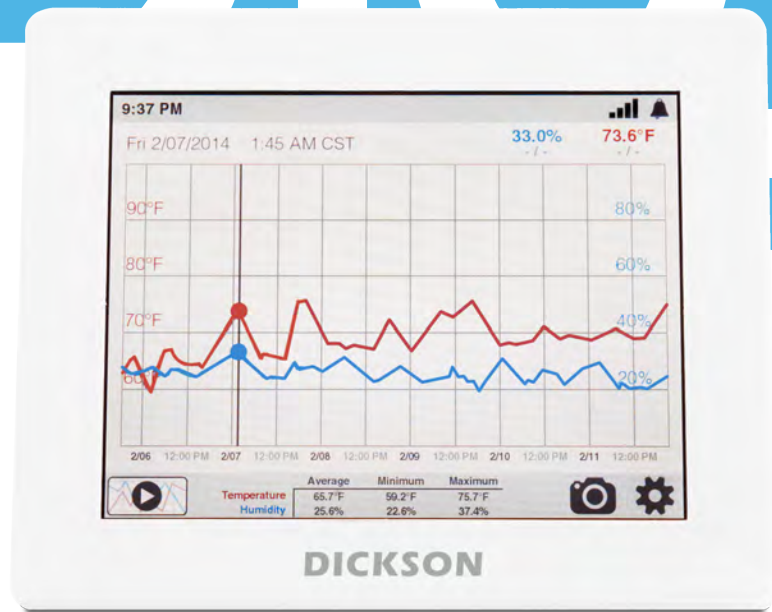 9:37 PM
Fri 2/07/2014 1:45 AM CST 33.0% 73.6°F
- / - - / -
90°F 80%
80°F 60%
70°F 40%
60 20%
2/06 12:00 PM 2/07 12:00 PM 2/08 12:00 PM 2/09 12:00 PM 2/10 12:00 PM 2/11 12:00 PM
Average Minimum Maximum
Temperature 65.7°F 59.2°F 75.7°F
Humidity 25.6% 22.6% 37.4%
DICKSON